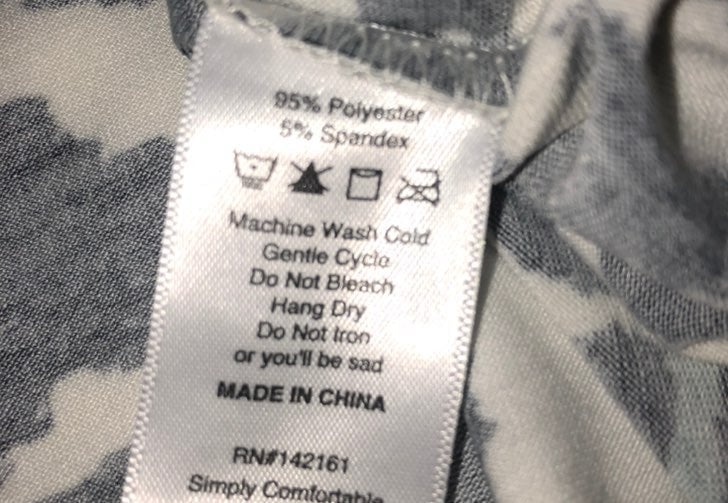 95% Polyester
5% Spandex
Machine Wash Cold
Gentle Cycle
Do Not Bleach
Hang Dry
Do Not Iron
or you'll be sad
MADE IN CHINA
RN#142161
Simply Comfortable